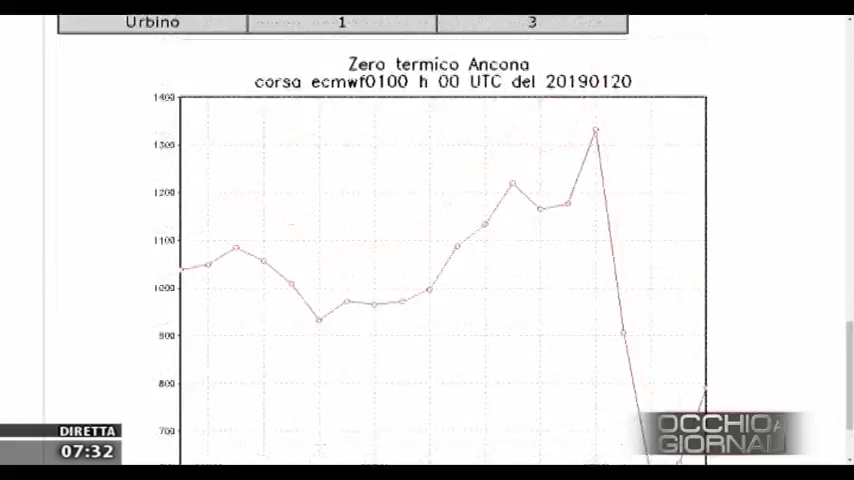 Urbino 1 3
Zero termico Ancona
corsa ecmwf0100 h 00 UTC del 20190120
1400
1300
1200
1100
1000
900
800
700
DIRETTA
07:32
OCCHIO A
GIORNALI